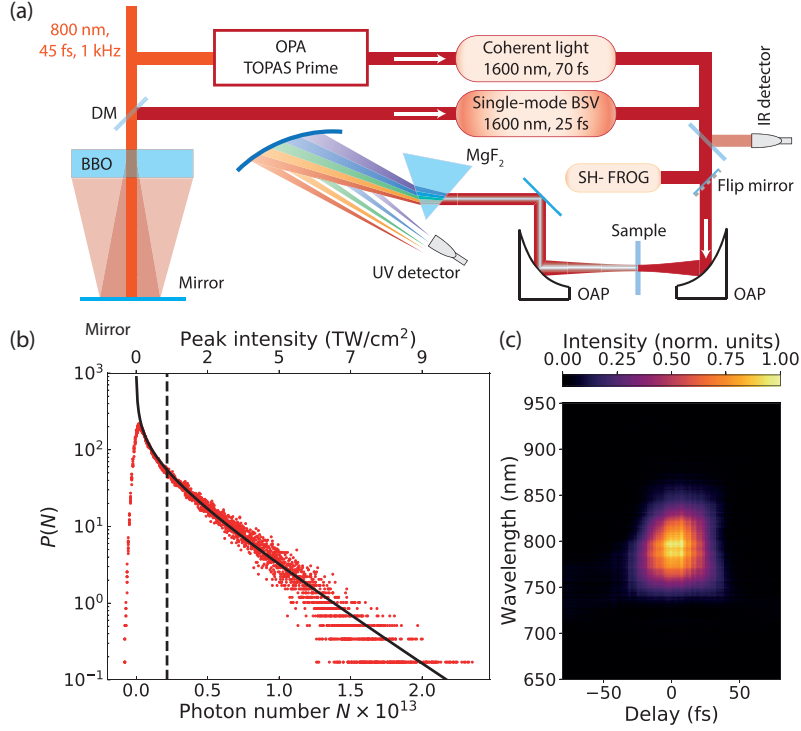 (a)
800 nm,
45 fs, 1 kHz
OPA
TOPAS Prime
Coherent light
1600 nm, 70 fs
DM
Single-mode BSV
1600 nm, 25 fs
IR detector
BBO
MgF2
SH- FROG
Flip mirror
Sample
UV detector
Mirror
OAP
OAP
(b)
Mirror
Peak intensity (TW/cm²)
0 2 5 7 9
10³
10²
10¹
10⁰
10⁻¹
P(N)
0.0 0.5 1.0 1.5 2.0
Photon number N × 10¹³
(c)
Intensity (norm. units)
0.00 0.25 0.50 0.75 1.00
950
900
850
800
750
700
650
Wavelength (nm)
−50 0 50
Delay (fs)